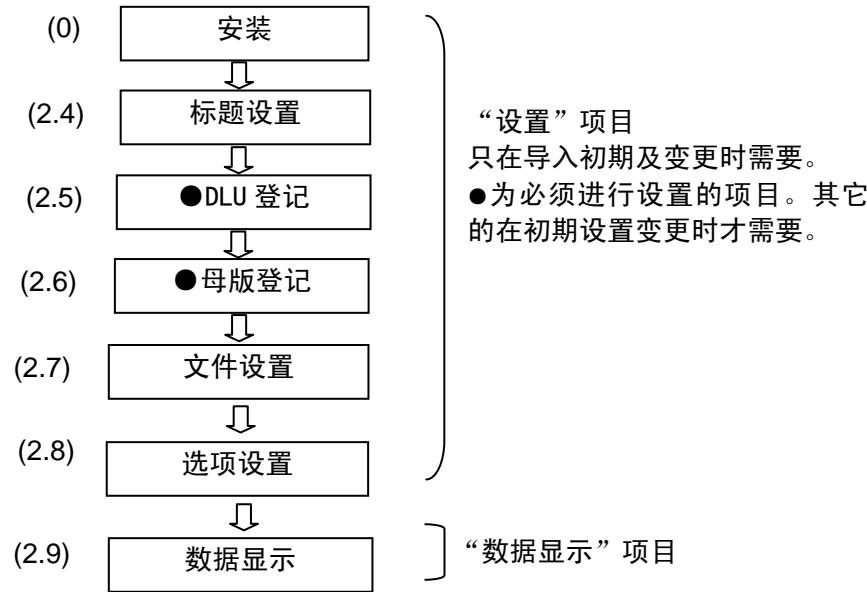 (0) 安装
(2.4) 标题设置
(2.5) ●DLU 登记
(2.6) ●母版登记
(2.7) 文件设置
(2.8) 选项设置
“设置”项目
只在导入初期及变更时需要。
●为必须进行设置的项目。其它
的在初期设置变更时才需要。
(2.9) 数据显示
“数据显示”项目